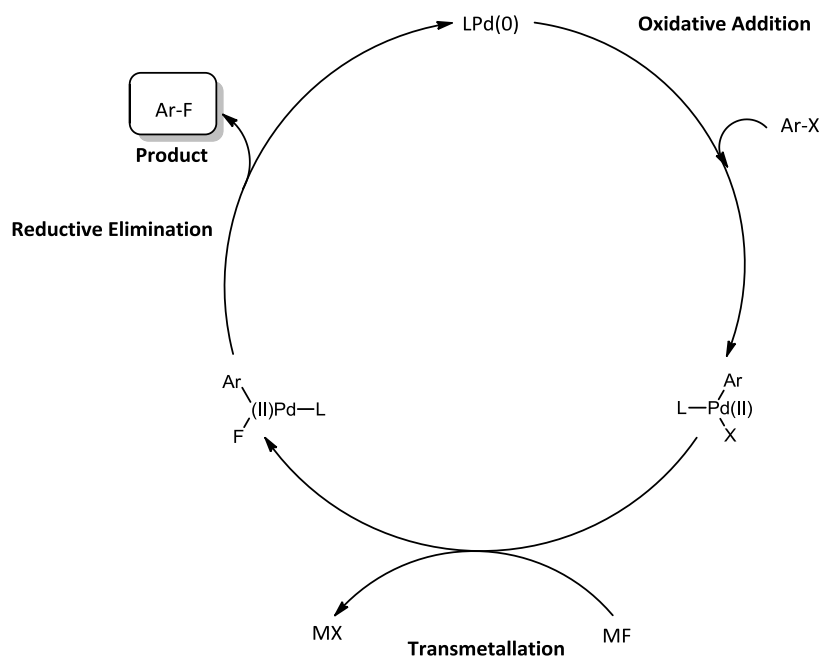 LPd(0)
Oxidative Addition
Ar-F
Ar-X
Product
Reductive Elimination
Ar
(II)Pd—L
F
Ar
L—Pd(II)
X
MX
MF
Transmetallation